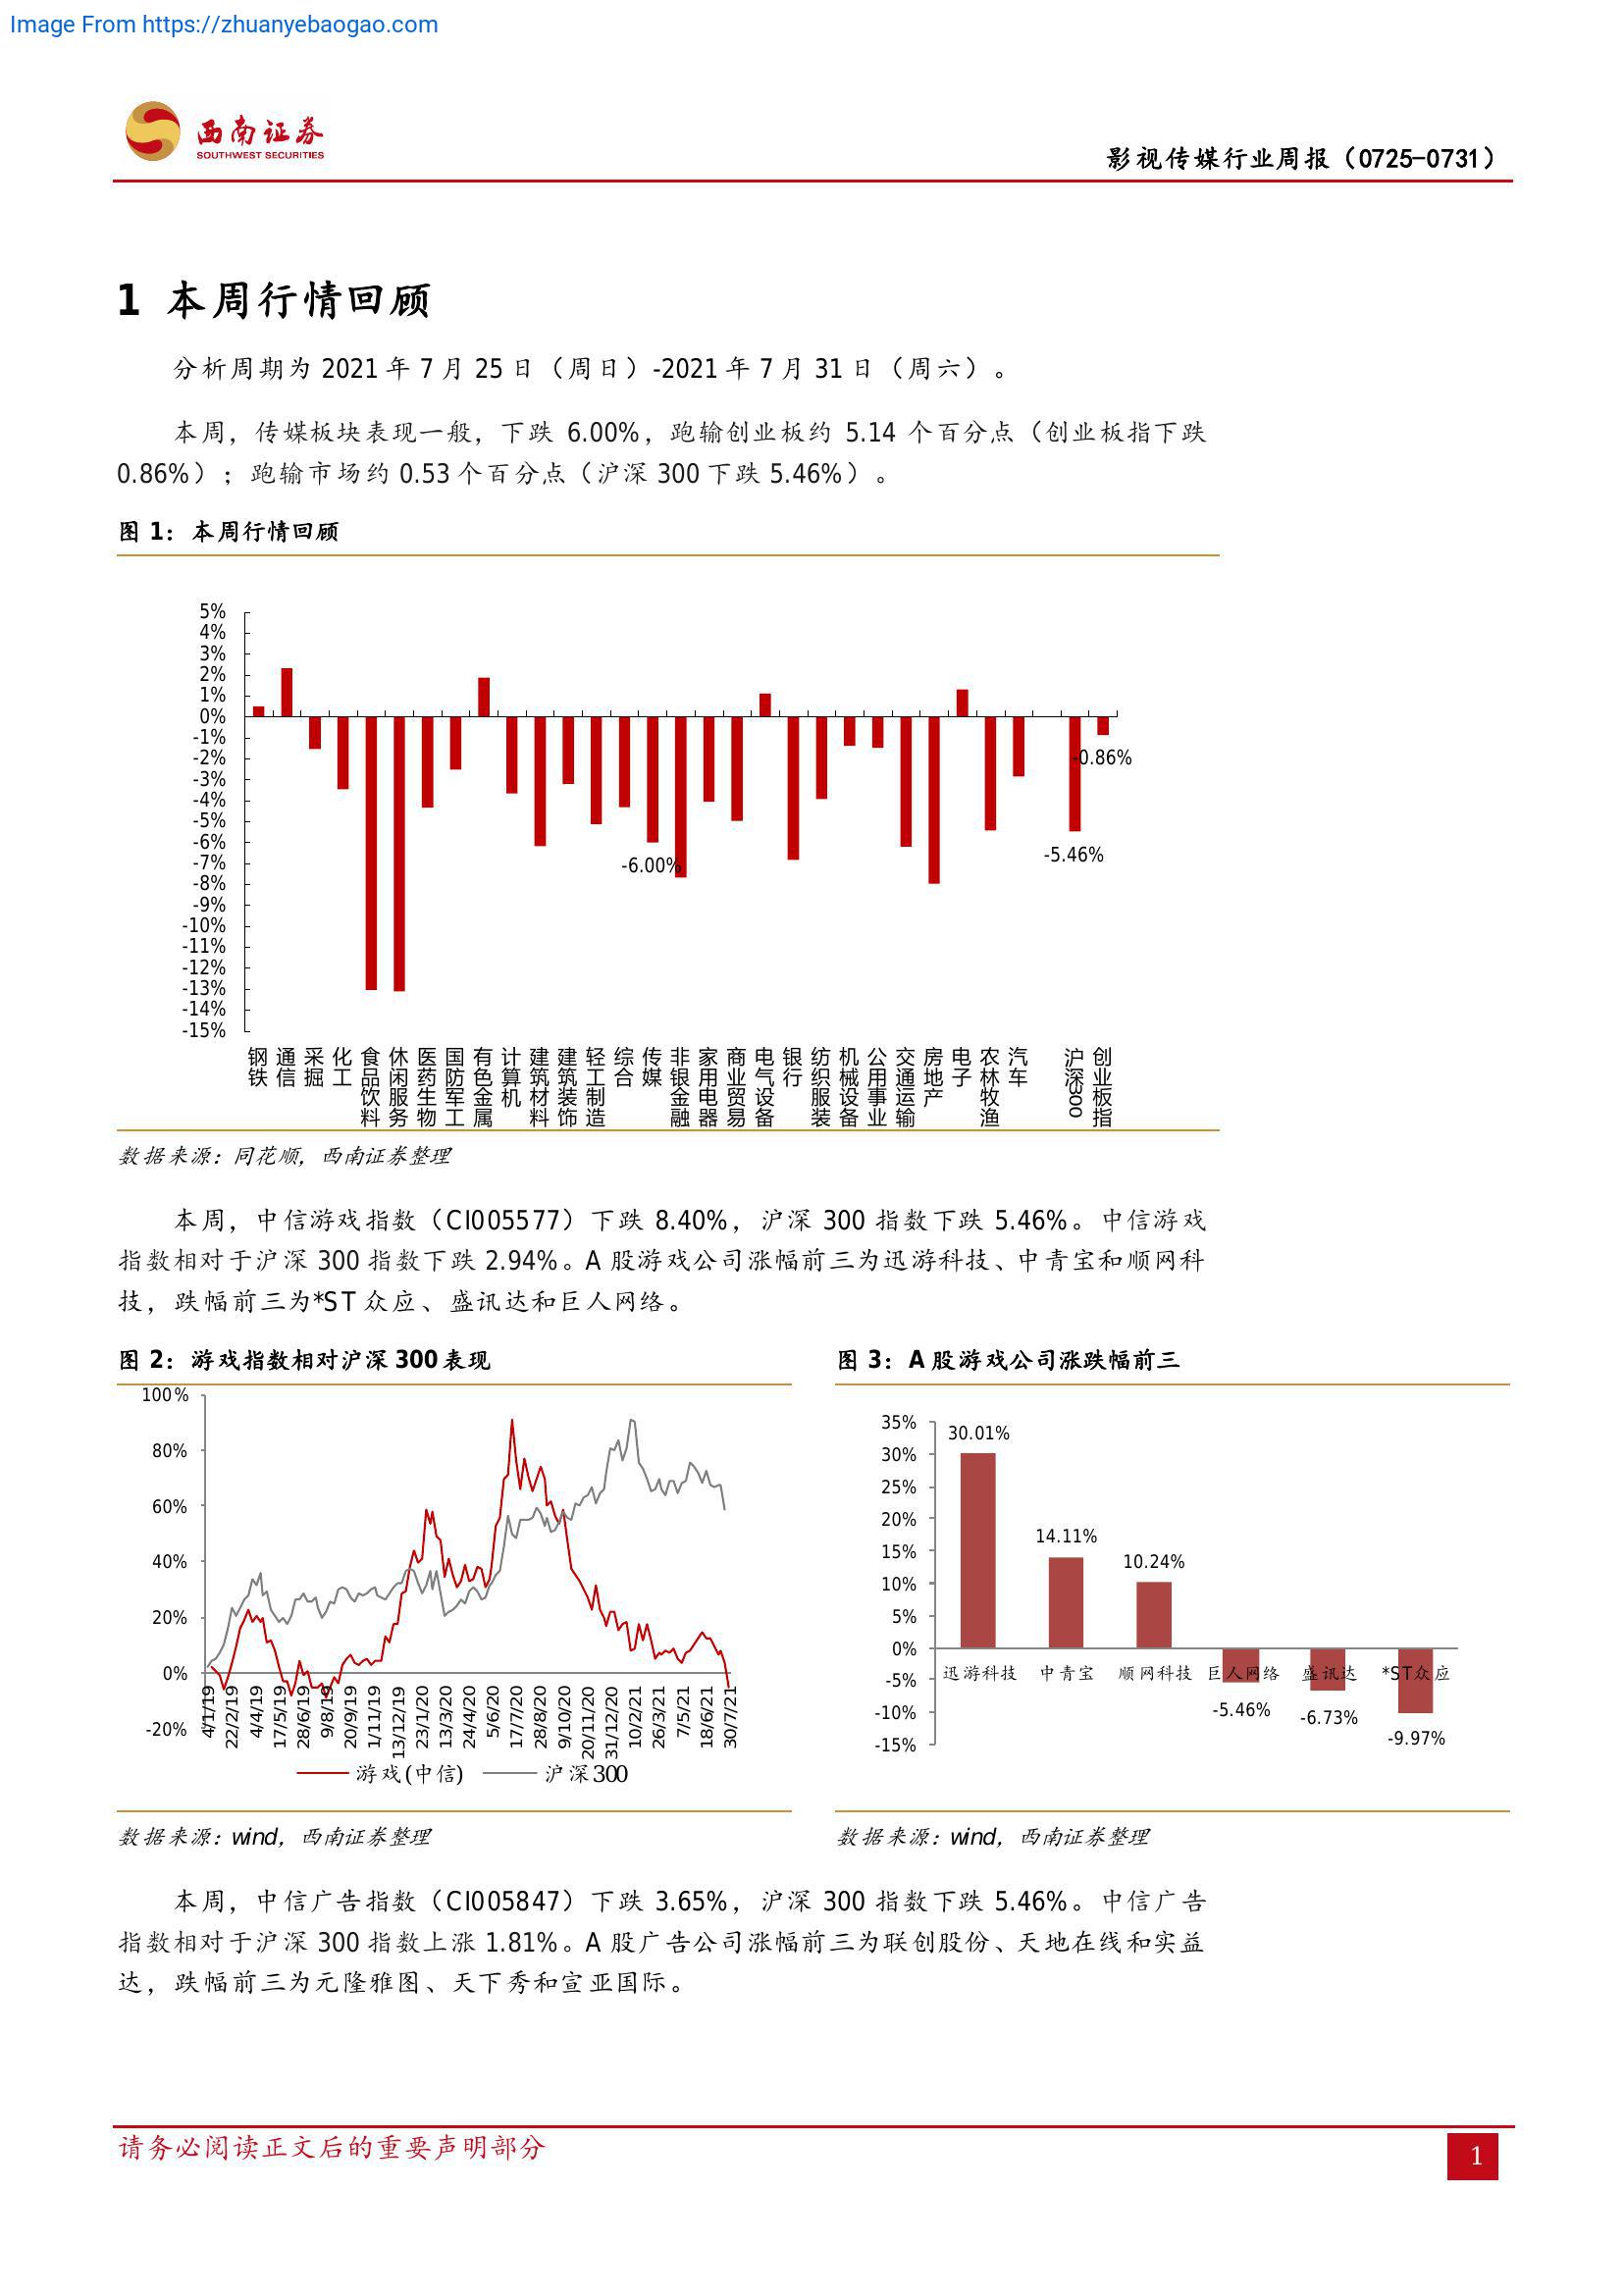 Image From https://zhuanyebaogao.com
西南证券
SOUTHWEST SECURITIES
影视传媒行业周报（0725-0731）
1 本周行情回顾
分析周期为 2021 年 7 月 25 日（周日）-2021 年 7 月 31 日（周六）。
本周，传媒板块表现一般，下跌 6.00%，跑输创业板约 5.14 个百分点（创业板指下跌
0.86%）；跑输市场约 0.53 个百分点（沪深 300 下跌 5.46%）。
图 1：本周行情回顾
5%
4%
3%
2%
1%
0%
-1%
-2%
-3%
-4%
-5%
-6%
-7%
-8%
-9%
-10%
-11%
-12%
-13%
-14%
-15%
-0.86%
-5.46%
-6.00%
钢铁
通信
采掘
化工
食品饮料
休闲服务
医药生物
国防军工
有色金属
计算机
建筑材料
建筑装饰
轻工制造
综合
传媒
非银金融
家用电器
商业贸易
电气设备
银行
纺织服装
机械设备
公用事业
交通运输
房地产
电子
农林牧渔
汽车
沪深300
创业板指
数据来源：同花顺，西南证券整理
本周，中信游戏指数（CI005577）下跌 8.40%，沪深 300 指数下跌 5.46%。中信游戏
指数相对于沪深 300 指数下跌 2.94%。A 股游戏公司涨幅前三为迅游科技、中青宝和顺网科
技，跌幅前三为*ST 众应、盛讯达和巨人网络。
图 2：游戏指数相对沪深 300 表现
100%
80%
60%
40%
20%
0%
-20%
4/1/19
22/2/19
4/4/19
17/5/19
28/6/19
9/8/19
20/9/19
1/11/19
13/12/19
23/1/20
13/3/20
24/4/20
5/6/20
17/7/20
28/8/20
9/10/20
20/11/20
31/12/20
10/2/21
26/3/21
7/5/21
18/6/21
30/7/21
游戏(中信)
沪深300
数据来源：wind，西南证券整理
图 3：A 股游戏公司涨跌幅前三
35%
30%
25%
20%
15%
10%
5%
0%
-5%
-10%
-15%
30.01%
14.11%
10.24%
-5.46%
-6.73%
-9.97%
迅游科技
中青宝
顺网科技
巨人网络
盛讯达
*ST众应
数据来源：wind，西南证券整理
本周，中信广告指数（CI005847）下跌 3.65%，沪深 300 指数下跌 5.46%。中信广告
指数相对于沪深 300 指数上涨 1.81%。A 股广告公司涨幅前三为联创股份、天地在线和实益
达，跌幅前三为元隆雅图、天下秀和宣亚国际。
请务必阅读正文后的重要声明部分
1